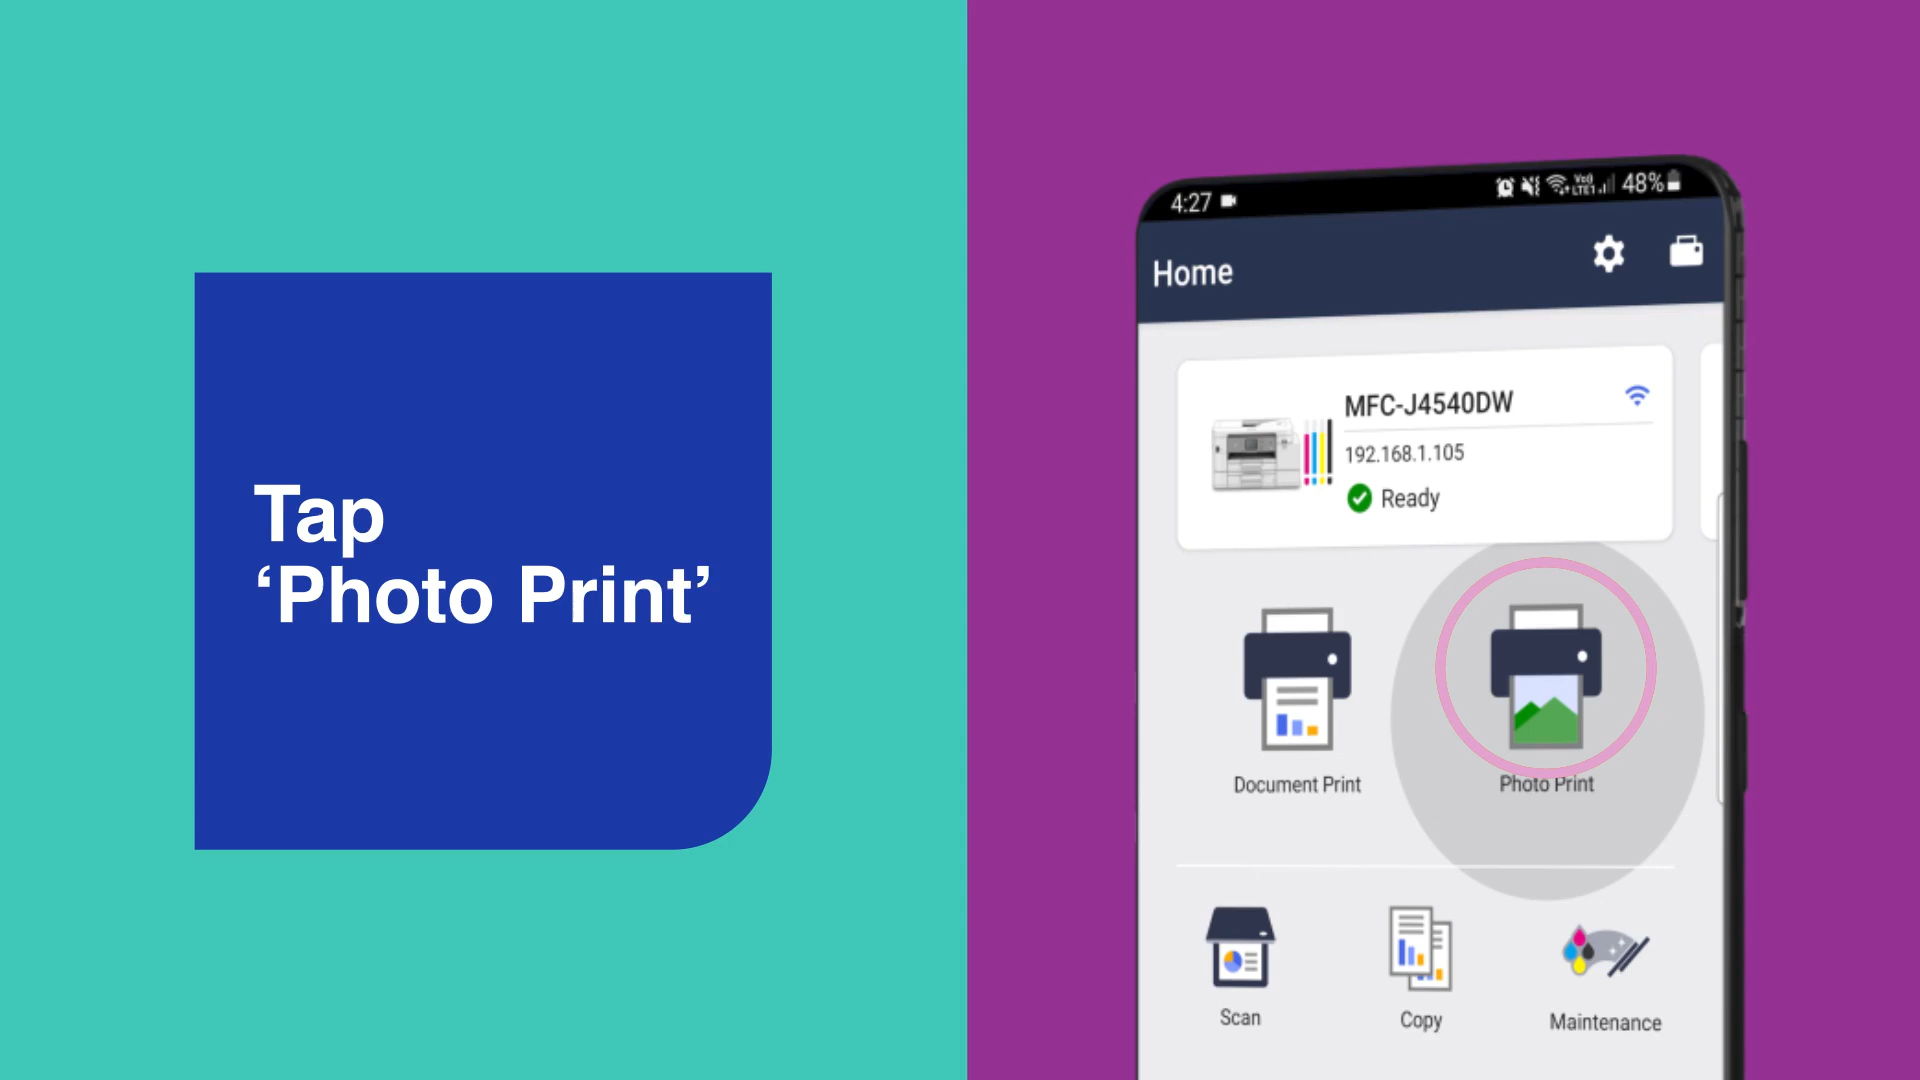 Tap
‘Photo Print’
4:27
48%
Home
MFC-J4540DW
192.168.1.105
Ready
Document Print
Photo Print
Scan
Copy
Maintenance